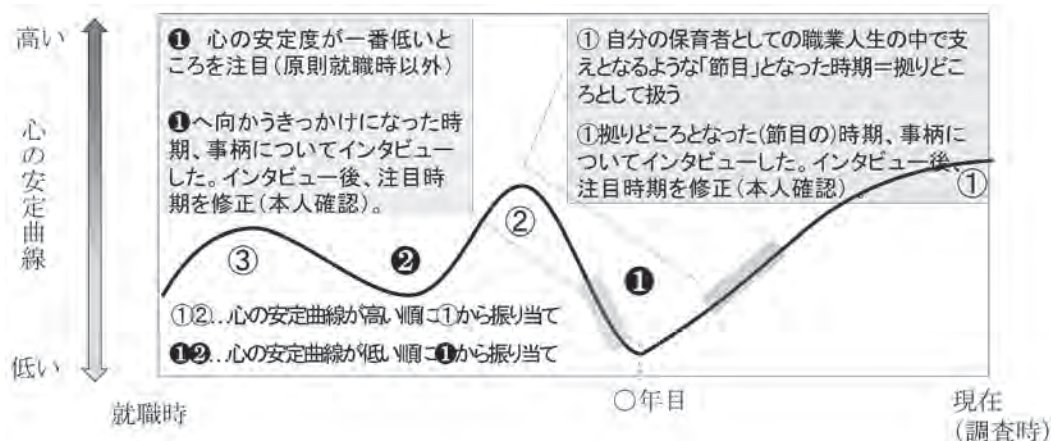 高い
心の安定曲線
低い
❶ 心の安定度が一番低いと
ころを注目(原則就職時以外)
❶へ向かうきっかけになった時
期、事柄についてインタビュー
した。インタビュー後、注目時
期を修正(本人確認)。
① 自分の保育者としての職業人生の中で支
えとなるような「節目」となった時期=拠りどこ
ろとして扱う
①拠りどころとなった(節目の)時期、事柄に
ついてインタビューした。インタビュー後、
注目時期を修正(本人確認)。
③
❷
②
❶
①
①②…心の安定曲線が高い順に①から振り当て
❶❷…心の安定曲線が低い順に❶から振り当て
就職時
〇年目
現在
(調査時)